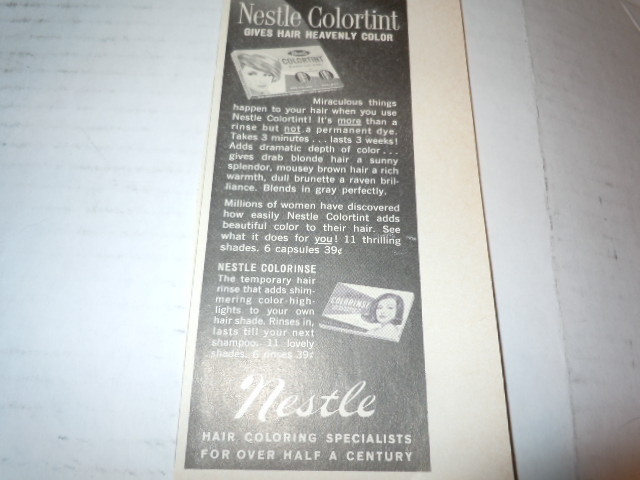 Nestle Colortint
GIVES HAIR HEAVENLY COLOR
COLORTINT
Miraculous things
happen to your hair when you use
Nestle Colortint! It's more than a
rinse but not a permanent dye.
Takes 3 minutes . . . lasts 3 weeks!
Adds dramatic depth of color . . .
gives drab blonde hair a sunny
splendor, mousey brown hair a rich
warmth, dull brunette a raven bril-
liance. Blends in gray perfectly.
Millions of women have discovered
how easily Nestle Colortint adds
beautiful color to their hair. See
what it does for you! 11 thrilling
shades. 6 capsules 39¢
NESTLE COLORINSE
The temporary hair
rinse that adds shim-
mering color-high-
lights to your own
hair shade. Rinses in,
lasts till your next
shampoo. 11 lovely
shades. 6 rinses 39¢
COLORINSE
Nestle
HAIR COLORING SPECIALISTS
FOR OVER HALF A CENTURY